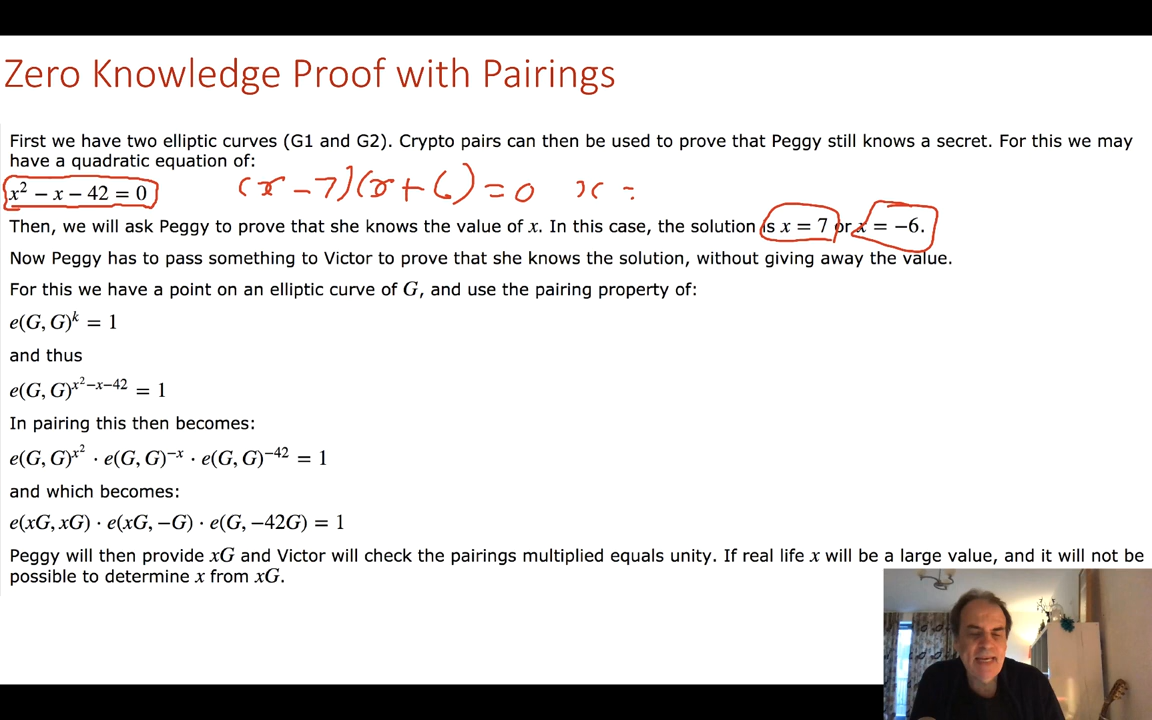 Zero Knowledge Proof with Pairings
First we have two elliptic curves (G1 and G2). Crypto pairs can then be used to prove that Peggy still knows a secret. For this we may
have a quadratic equation of:
x² − x − 42 = 0 (x − 7)(x + 6) = 0 x =
Then, we will ask Peggy to prove that she knows the value of x. In this case, the solution is x = 7 or x = −6.
Now Peggy has to pass something to Victor to prove that she knows the solution, without giving away the value.
For this we have a point on an elliptic curve of G, and use the pairing property of:
e(G, G)ᵏ = 1
and thus
e(G, G)^{x²−x−42} = 1
In pairing this then becomes:
e(G, G)^{x²} · e(G, G)^{−x} · e(G, G)^{−42} = 1
and which becomes:
e(xG, xG) · e(xG, −G) · e(G, −42G) = 1
Peggy will then provide xG and Victor will check the pairings multiplied equals unity. If real life x will be a large value, and it will not be
possible to determine x from xG.